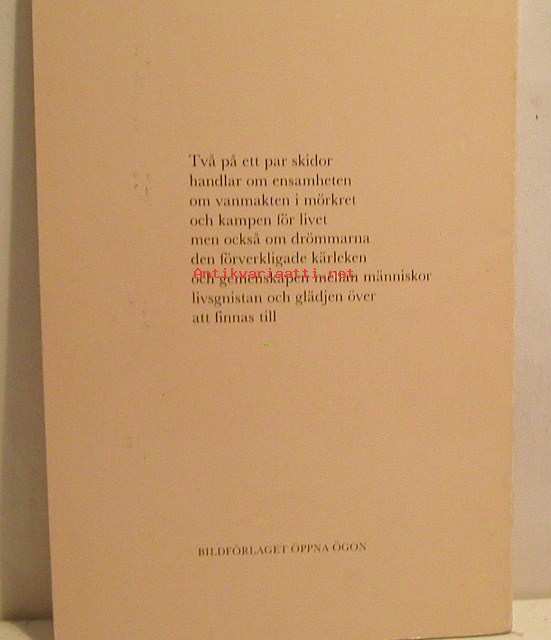 Två på ett par skidor
handlar om ensamheten
om vanmakten i mörkret
och kampen för livet
men också om drömmarna
den förverkligade kärleken
och gemenskapen mellan människor
Antikvariaatti.net
livsgnistan och glädjen över
att finnas till
BILDFÖRLAGET ÖPPNA ÖGON